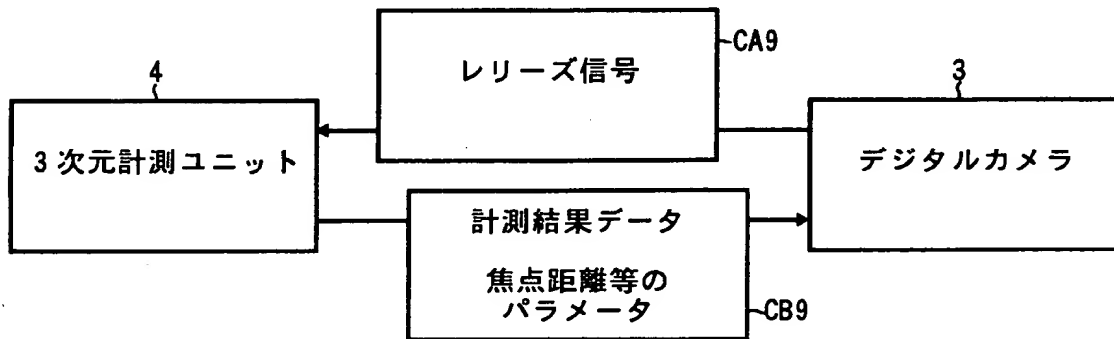 レリーズ信号
CA9
4
3次元計測ユニット
3
デジタルカメラ
計測結果データ
焦点距離等の
パラメータ
CB9